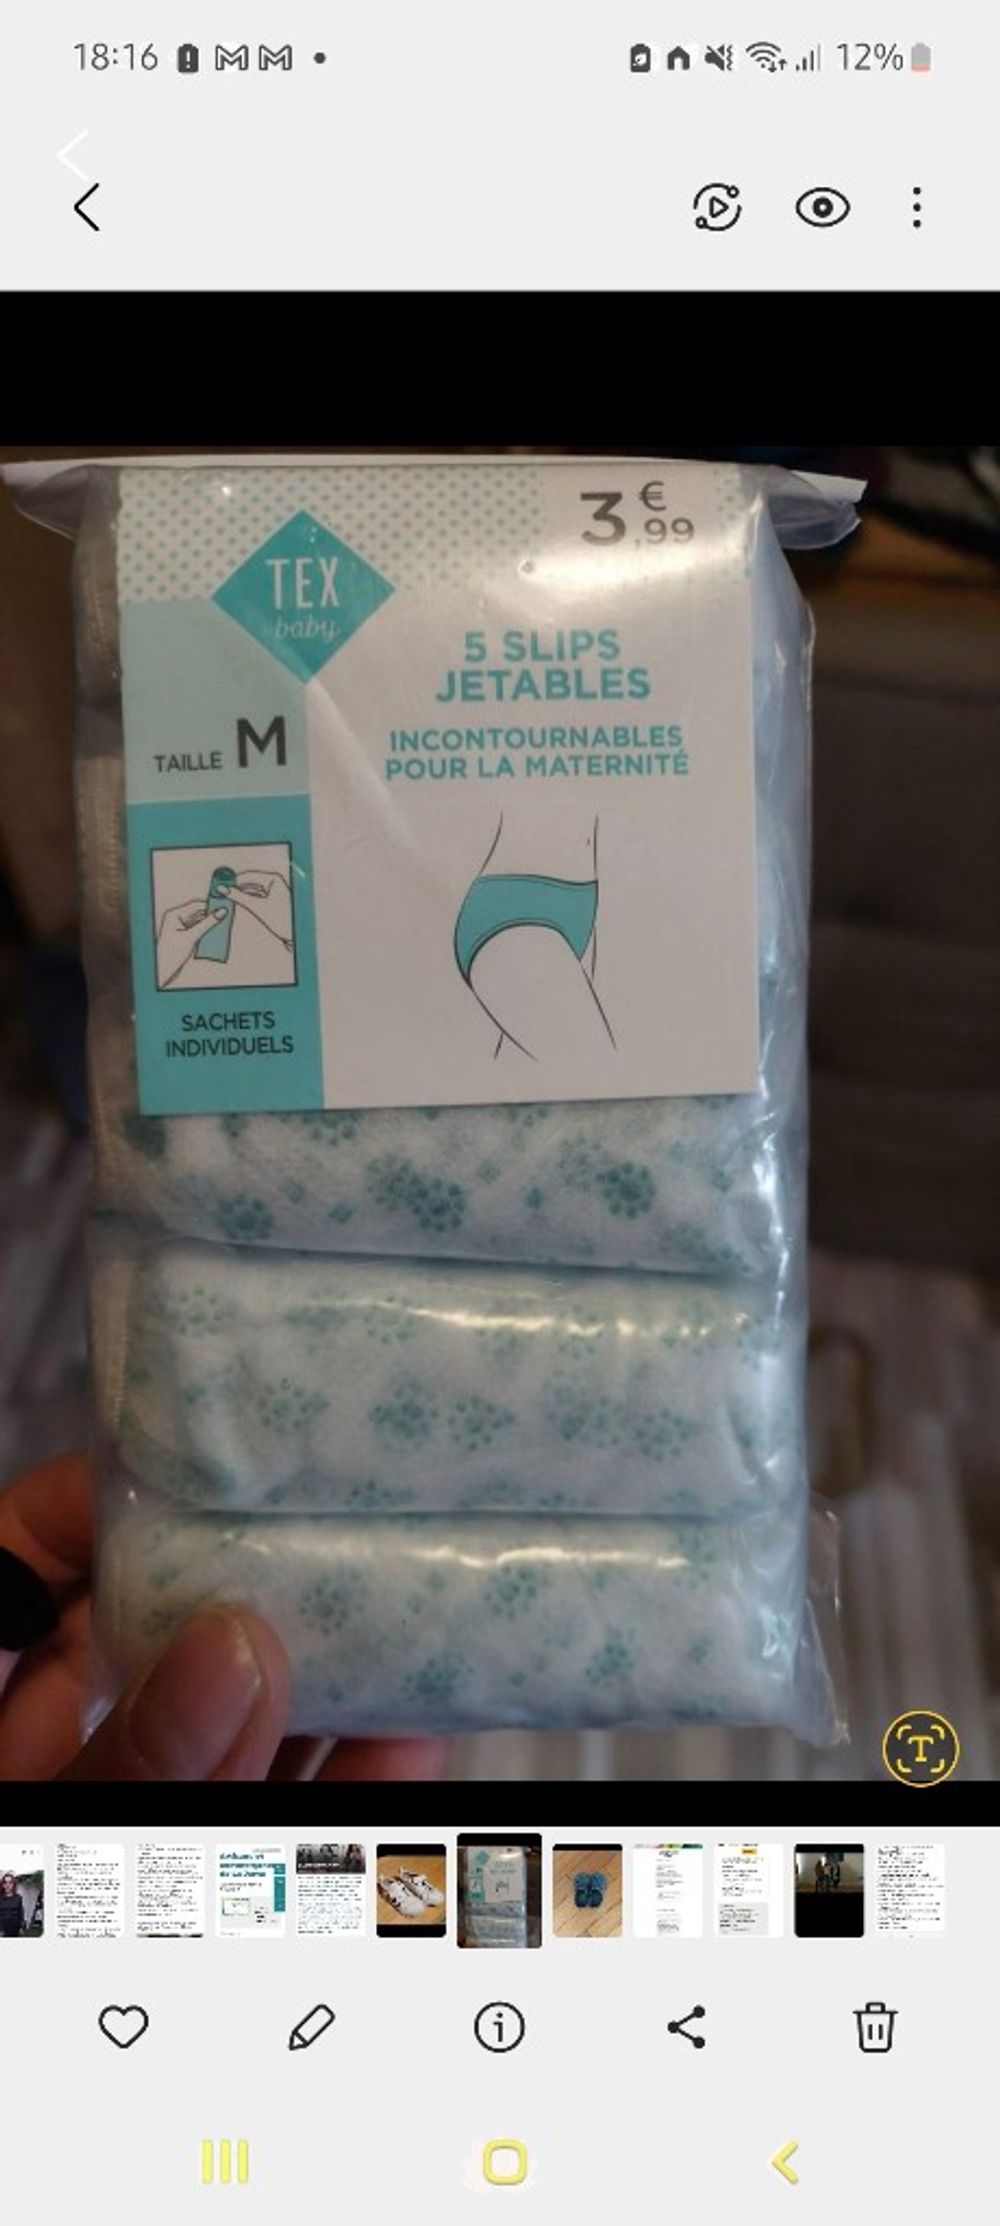 18:16
12%
3€,99
TEX
baby
5 SLIPS
JETABLES
TAILLE M
INCONTOURNABLES
POUR LA MATERNITÉ
SACHETS
INDIVIDUELS